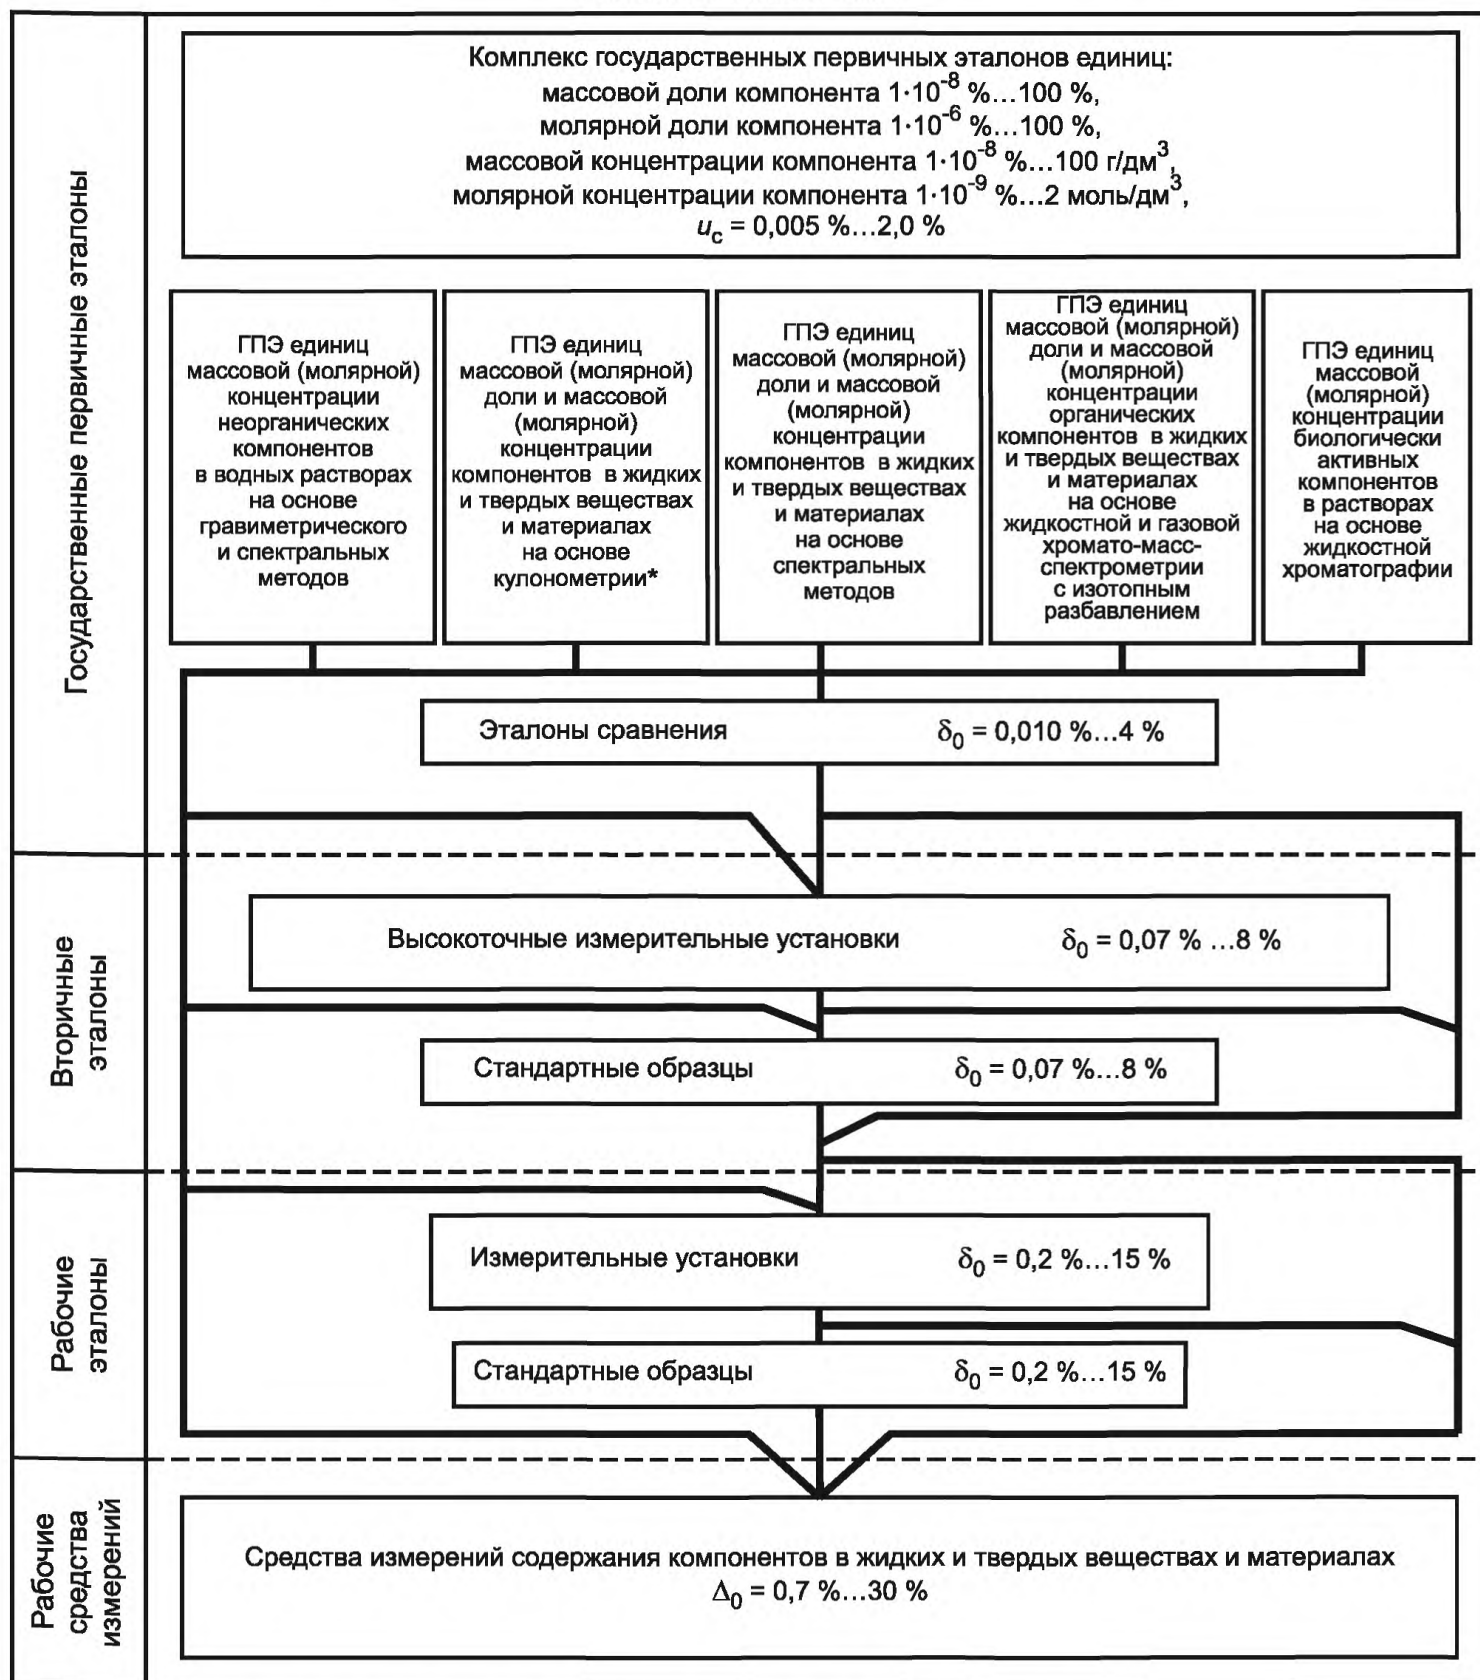 Государственные первичные эталоны
Комплекс государственных первичных эталонов единиц:
массовой доли компонента 1·10⁻⁸ %...100 %,
молярной доли компонента 1·10⁻⁶ %...100 %,
массовой концентрации компонента 1·10⁻⁸ %...100 г/дм³,
молярной концентрации компонента 1·10⁻⁹ %...2 моль/дм³,
u_c = 0,005 %...2,0 %
ГПЭ единиц
массовой (молярной)
концентрации
неорганических
компонентов
в водных растворах
на основе
гравиметрического
и спектральных
методов
ГПЭ единиц
массовой (молярной)
доли и массовой
(молярной)
концентрации
компонентов в жидких
и твердых веществах
и материалах
на основе
кулонометрии*
ГПЭ единиц
массовой (молярной)
доли и массовой
(молярной)
концентрации
компонентов в жидких
и твердых веществах
и материалах
на основе
спектральных
методов
ГПЭ единиц
массовой (молярной)
доли и массовой
(молярной)
концентрации
органических
компонентов в жидких
и твердых веществах
и материалах
на основе
жидкостной и газовой
хромато-масс-
спектрометрии
с изотопным
разбавлением
ГПЭ единиц
массовой
(молярной)
концентрации
биологически
активных
компонентов
в растворах
на основе
жидкостной
хроматографии
Эталоны сравнения δ₀ = 0,010 %...4 %
Вторичные
эталоны
Высокоточные измерительные установки δ₀ = 0,07 % ...8 %
Стандартные образцы δ₀ = 0,07 %...8 %
Рабочие
эталоны
Измерительные установки δ₀ = 0,2 %...15 %
Стандартные образцы δ₀ = 0,2 %...15 %
Рабочие
средства
измерений
Средства измерений содержания компонентов в жидких и твердых веществах и материалах
Δ₀ = 0,7 %...30 %